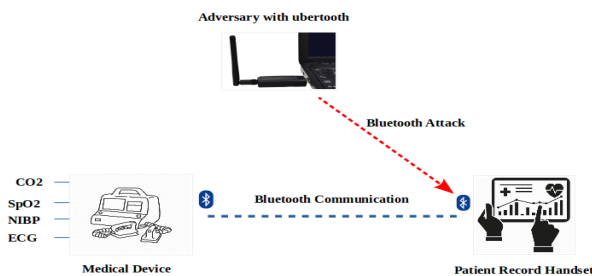 Adversary with ubertooth
Bluetooth Attack
CO2
SpO2
NIBP
ECG
Bluetooth Communication
Medical Device
Patient Record Handset